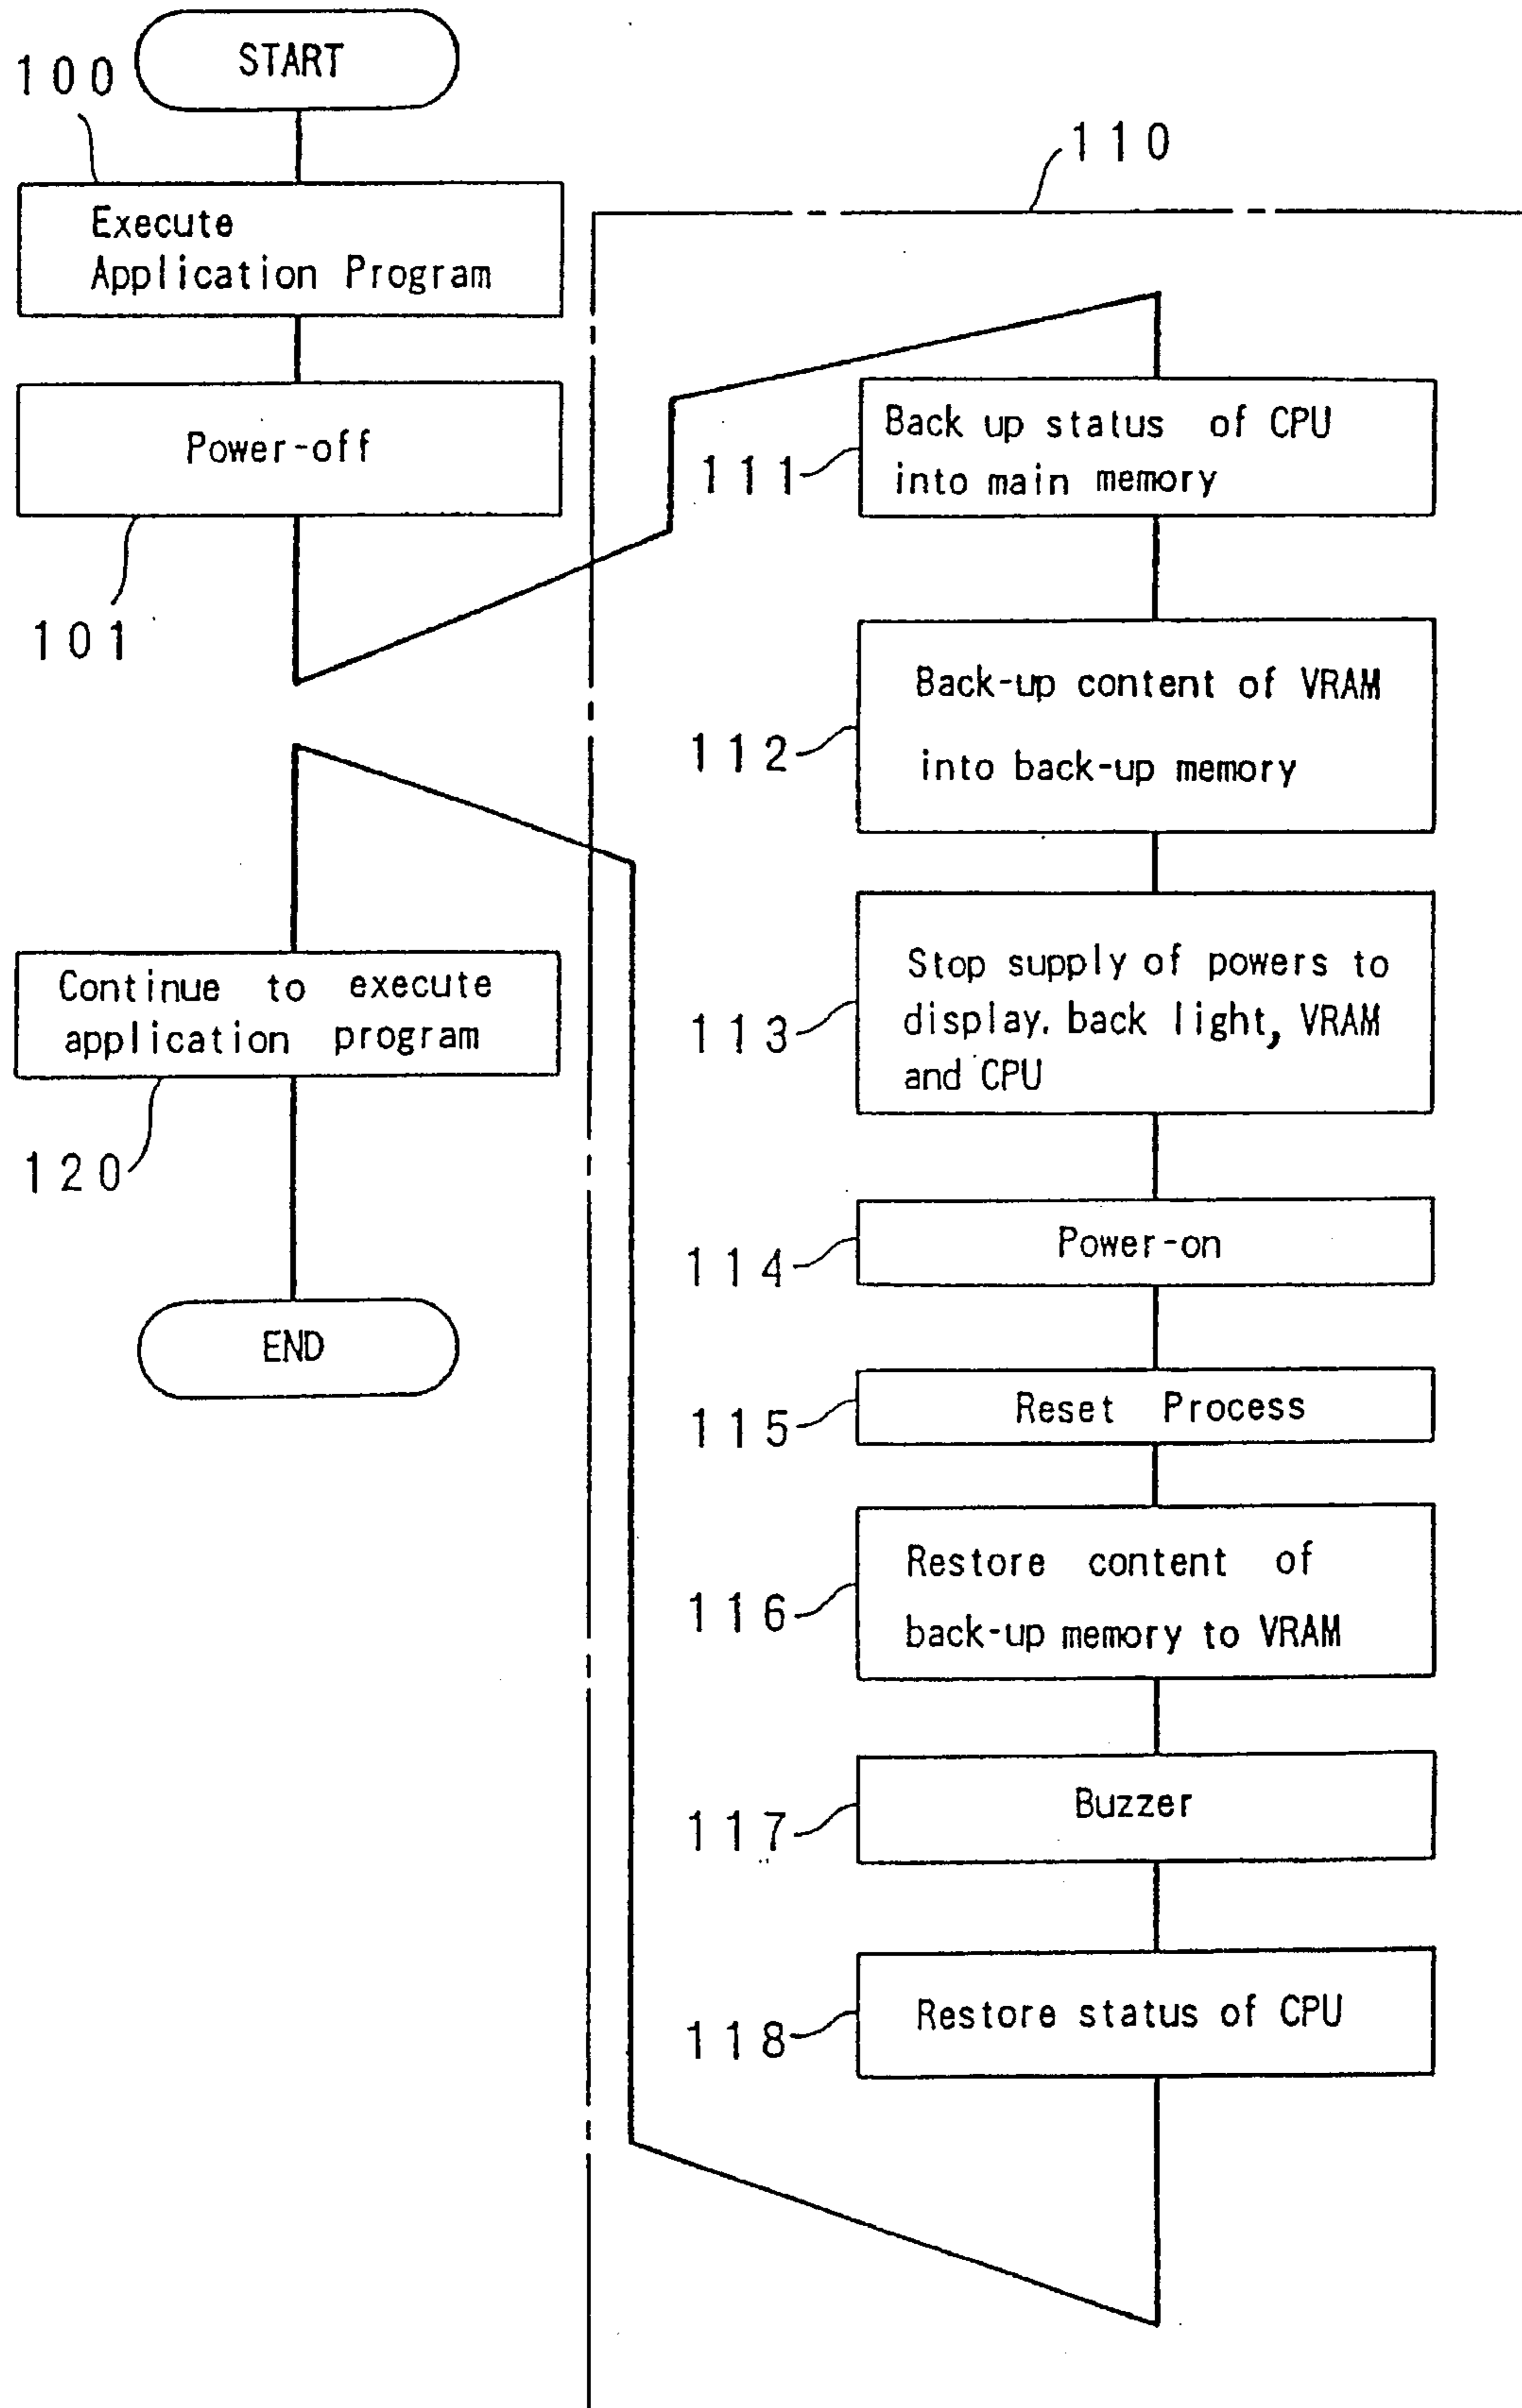 START
100
Execute
Application Program
Power-off
101
110
111
Back up status of CPU
into main memory
112
Back-up content of VRAM
into back-up memory
113
Stop supply of powers to
display. back light, VRAM
and CPU
114
Power-on
115
Reset Process
116
Restore content of
back-up memory to VRAM
117
Buzzer
118
Restore status of CPU
Continue to execute
application program
120
END